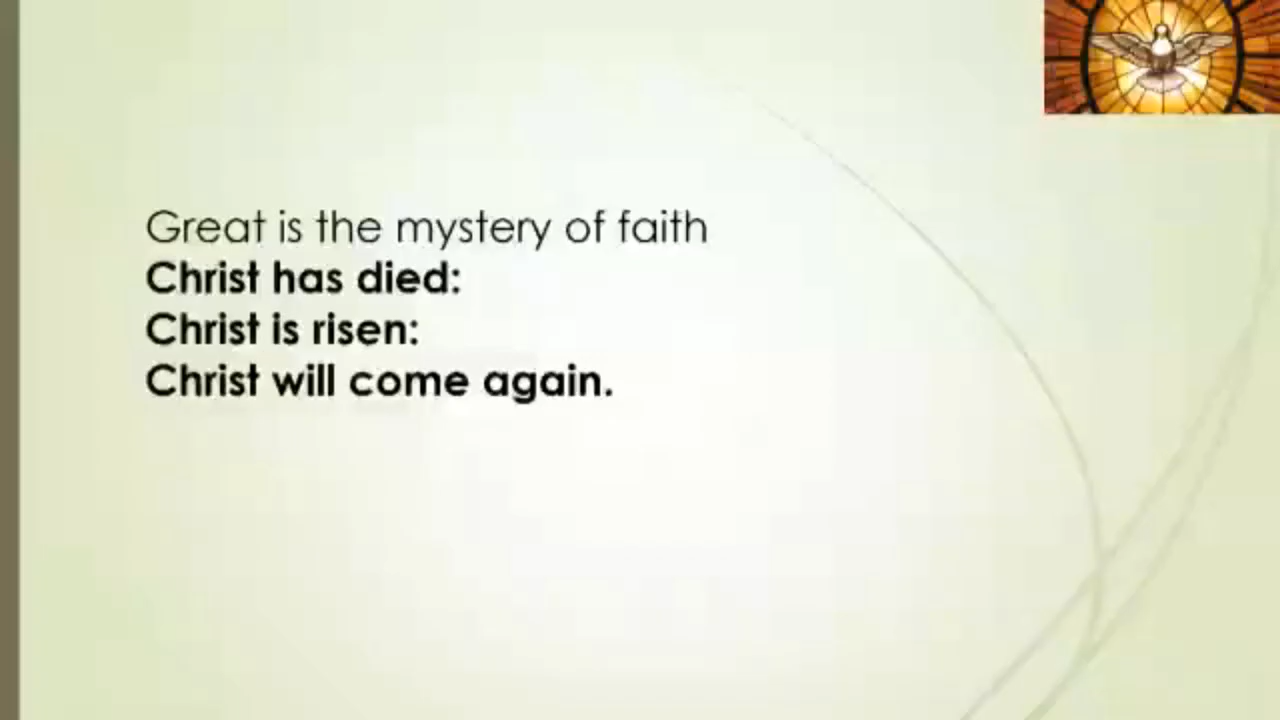 Great is the mystery of faith
Christ has died:
Christ is risen:
Christ will come again.